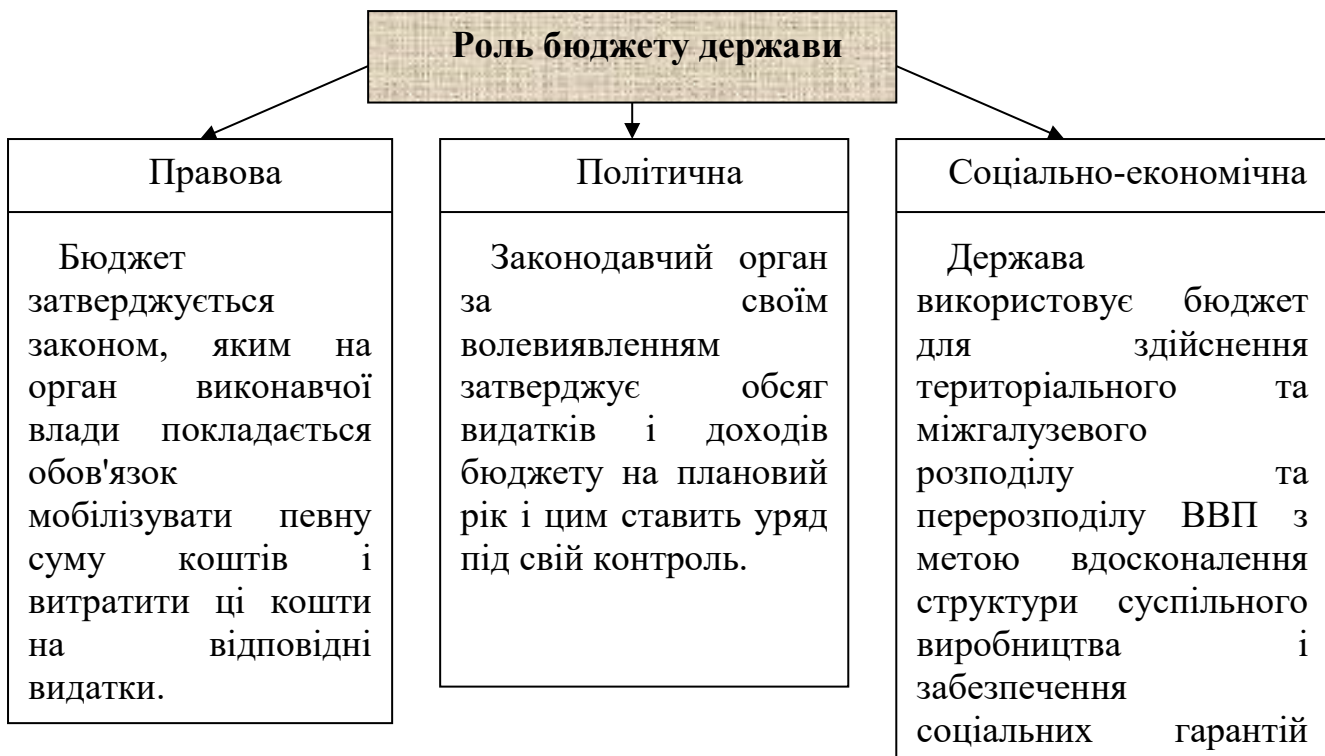 Роль бюджету держави
Правова
Бюджет
затверджується
законом, яким на
орган виконавчої
влади покладається
обов'язок
мобілізувати певну
суму коштів і
витратити ці кошти
на відповідні
видатки.
Політична
Законодавчий орган
за своїм
волевиявленням
затверджує обсяг
видатків і доходів
бюджету на плановий
рік і цим ставить уряд
під свій контроль.
Соціально-економічна
Держава
використовує бюджет
для здійснення
територіального та
міжгалузевого
розподілу та
перерозподілу ВВП з
метою вдосконалення
структури суспільного
виробництва і
забезпечення
соціальних гарантій